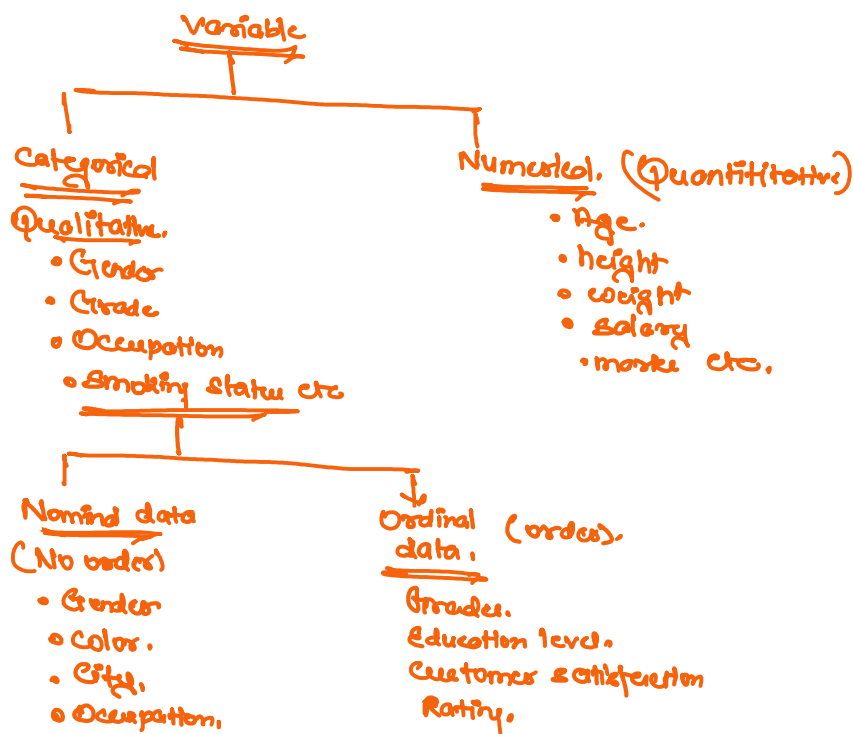 Variable
Categorical
Qualitative.
• Gender
• Grade
• Occupation
• Smoking status etc
Numerical. (Quantititative)
• Age.
• height
• weight
• salary
• marks etc.
Nominal data
(No order)
• Gender
• Color.
• City.
• Occupation.
Ordinal (order).
data.
Grades.
Education level.
Customer satisfaction
Rating.